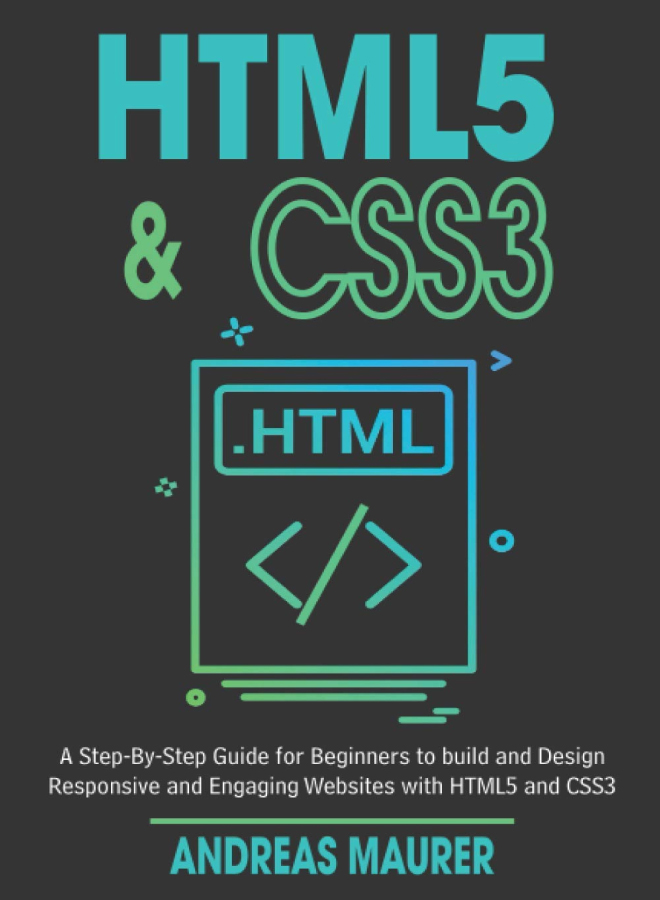 HTML5
& CSS3
.HTML
</>
A Step-By-Step Guide for Beginners to build and Design
Responsive and Engaging Websites with HTML5 and CSS3
ANDREAS MAURER